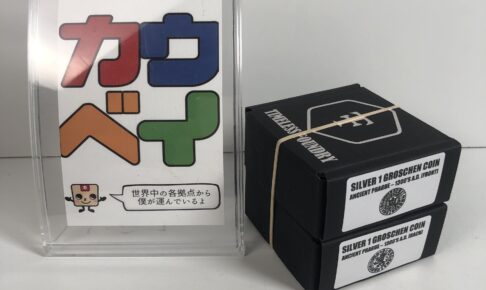 カウ
ベイ
世界中の各拠点から
僕が運んでいるよ
TIMELESS FOUNDRY
SILVER 1 GROSCHEN COIN
ANCIENT PRAGUE – 1300'S A.D. (FRONT)
SILVER 1 GROSCHEN COIN
ANCIENT PRAGUE – 1300'S A.D. (BACK)